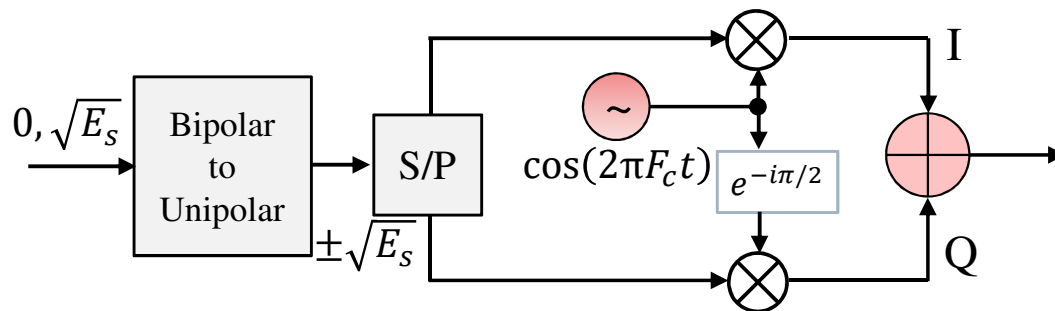 0, √E_s
Bipolar
to
Unipolar
±√E_s
S/P
~
cos(2πF_c t)
e^{-iπ/2}
I
Q